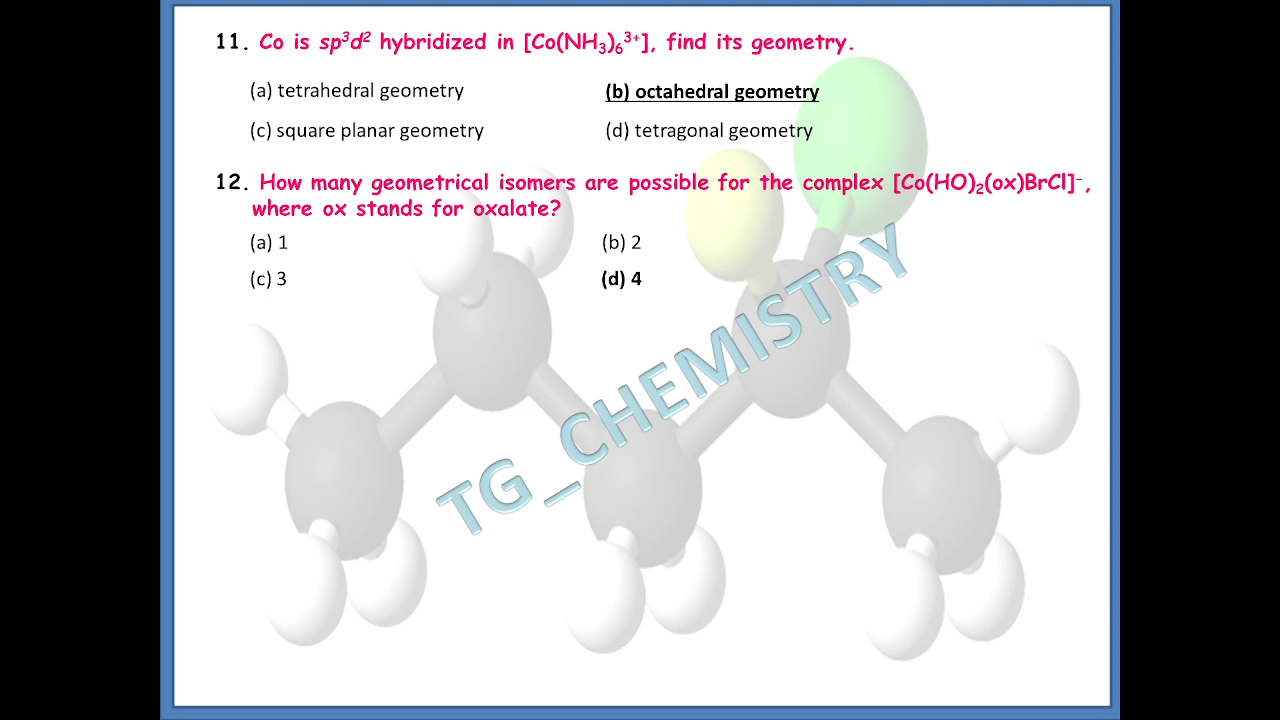 11. Co is sp³d² hybridized in [Co(NH₃)₆³⁺], find its geometry.
(a) tetrahedral geometry (b) octahedral geometry
(c) square planar geometry (d) tetragonal geometry
12. How many geometrical isomers are possible for the complex [Co(HO)₂(ox)BrCl]⁻,
where ox stands for oxalate?
(a) 1 (b) 2
(c) 3 (d) 4
TG_CHEMISTRY